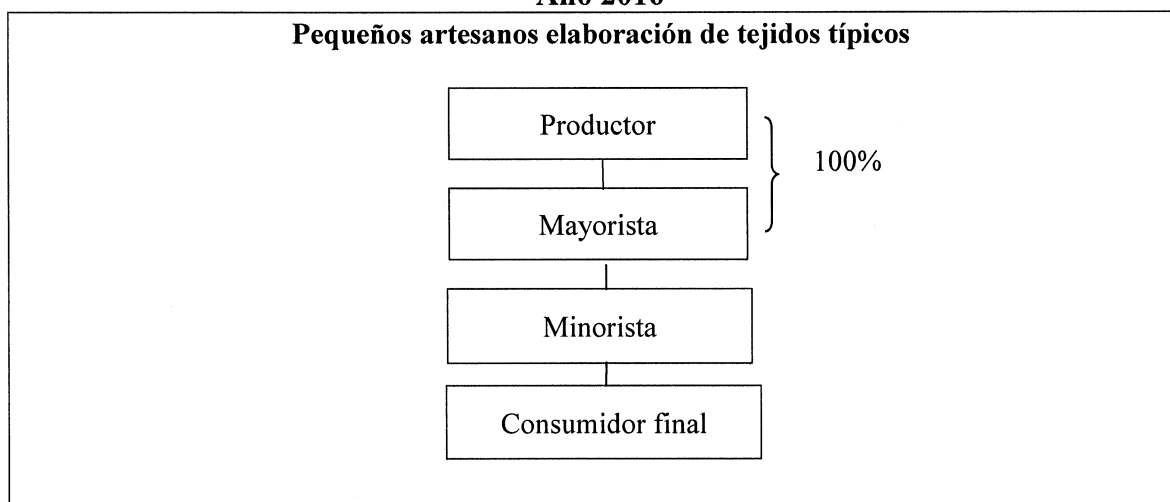 Pequeños artesanos elaboración de tejidos típicos
Productor
100%
Mayorista
Minorista
Consumidor final